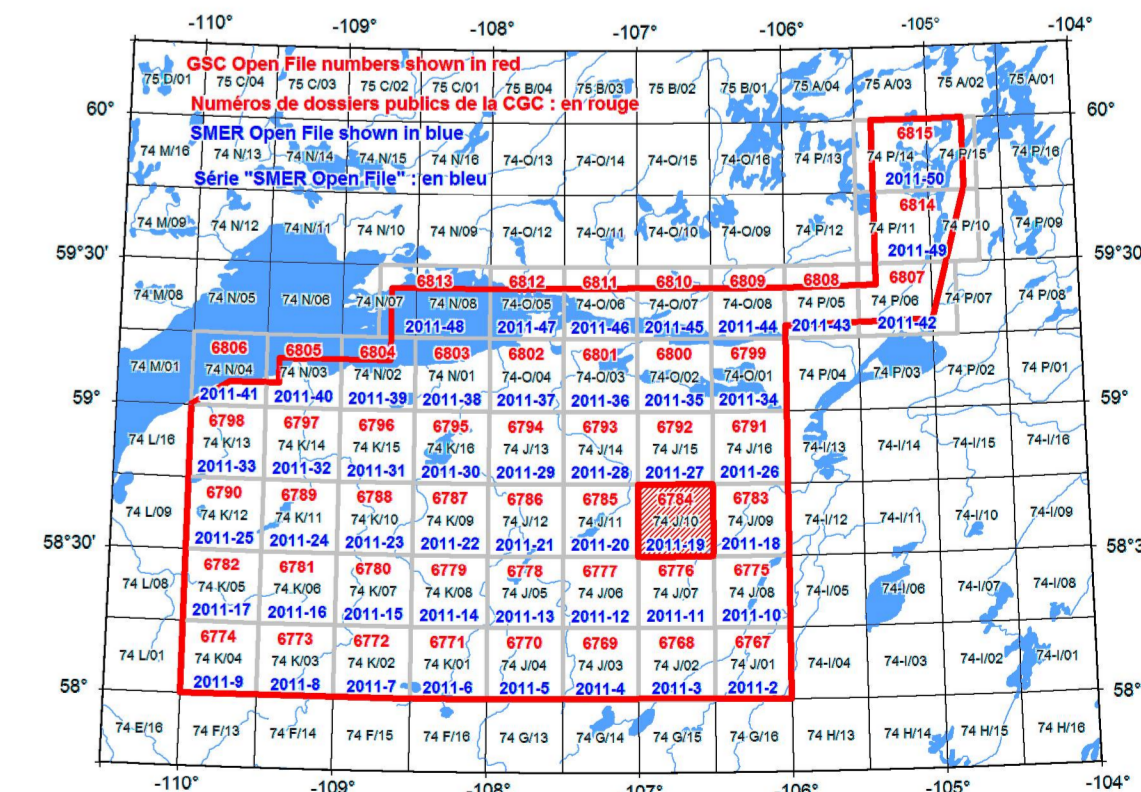 -110° -109° -108° -107° -106° -105° -104°
GSC Open File numbers shown in red
75 D/01 75 C/04 75 C/03 75 C/02 75 C/01 75 B/04 75 B/03 75 B/02 75 B/01 75 A/04 75 A/03 75 A/02 75 A/01
60° 60°
Numéros de dossiers publics de la CGC : en rouge
SMER Open File shown in blue
6815
74 M/16 74 N/13 74 N/14 74 N/15 74 N/16 74-O/13 74-O/14 74-O/15 74-O/16 74 P/13 74 P/14 74 P/15 74 P/16
Série "SMER Open File" : en bleu
2011-50
6814
74 M/09 74 N/12 74 N/11 74 N/10 74 N/09 74-O/12 74-O/11 74-O/10 74-O/09 74 P/12 74 P/11 74 P/10 74 P/09
2011-49
59°30' 59°30
6813 6812 6811 6810 6809 6808 6807
74 M/08 74 N/05 74 N/06 74 N/07 74 N/08 74-O/05 74-O/06 74-O/07 74-O/08 74 P/05 74 P/06 74 P/07 74 P/08
2011-48 2011-47 2011-46 2011-45 2011-44 2011-43 2011-42
6806 6805 6804 6803 6802 6801 6800 6799
74 M/01 74 N/04 74 N/03 74 N/02 74 N/01 74-O/04 74-O/03 74-O/02 74-O/01 74 P/04 74 P/03 74 P/02 74 P/01
59° 2011-41 2011-40 2011-39 2011-38 2011-37 2011-36 2011-35 2011-34 59°
6798 6797 6796 6795 6794 6793 6792 6791
74 L/16 74 K/13 74 K/14 74 K/15 74 K/16 74 J/13 74 J/14 74 J/15 74 J/16 74-I/13 74-I/14 74-I/15 74-I/16
2011-33 2011-32 2011-31 2011-30 2011-29 2011-28 2011-27 2011-26
6790 6789 6788 6787 6786 6785 6784 6783
74 L/09 74 K/12 74 K/11 74 K/10 74 K/09 74 J/12 74 J/11 74 J/10 74 J/09 74-I/12 74-I/11 74-I/10 74-I/09
58°30' 2011-25 2011-24 2011-23 2011-22 2011-21 2011-20 2011-19 2011-18 58°3
6782 6781 6780 6779 6778 6777 6776 6775
74 L/08 74 K/05 74 K/06 74 K/07 74 K/08 74 J/05 74 J/06 74 J/07 74 J/08 74-I/05 74-I/06 74-I/07 74-I/08
2011-17 2011-16 2011-15 2011-14 2011-13 2011-12 2011-11 2011-10
6774 6773 6772 6771 6770 6769 6768 6767
74 L/01 74 K/04 74 K/03 74 K/02 74 K/01 74 J/04 74 J/03 74 J/02 74 J/01 74-I/04 74-I/03 74-I/02 74-I/01
58° 2011-9 2011-8 2011-7 2011-6 2011-5 2011-4 2011-3 2011-2 58°
74 E/16 74 F/13 74 F/14 74 F/15 74 F/16 74 G/13 74 G/14 74 G/15 74 G/16 74 H/13 74 H/14 74 H/15 74 H/16
-110° -109° -108° -107° -106° -105° -104°